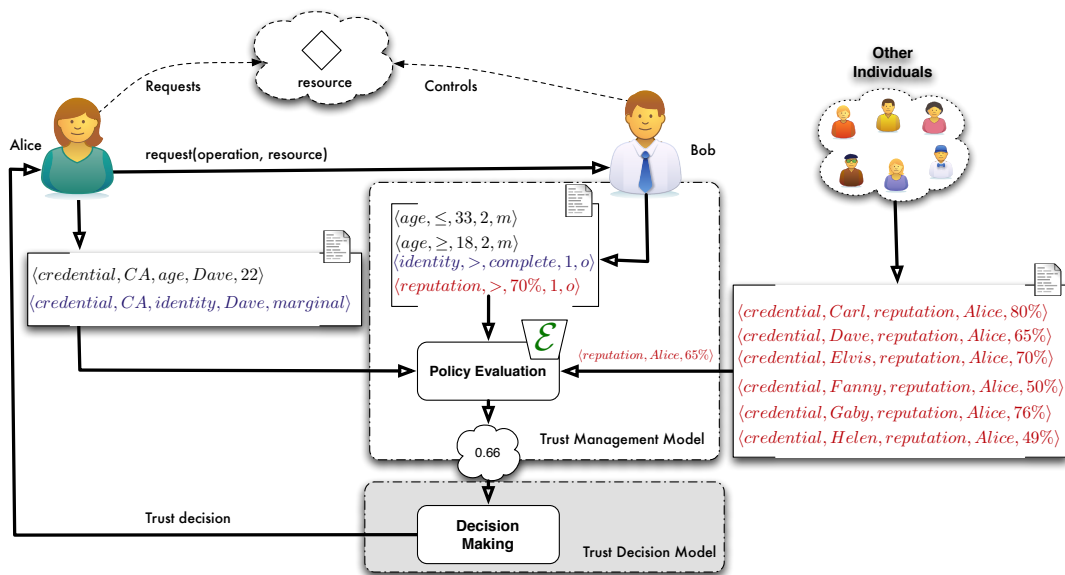 resource
Requests
Controls
Other
Individuals
Alice
request(operation, resource)
Bob
⟨age, ≤, 33, 2, m⟩
⟨age, ≥, 18, 2, m⟩
⟨identity, >, complete, 1, o⟩
⟨reputation, >, 70%, 1, o⟩
⟨credential, CA, age, Dave, 22⟩
⟨credential, CA, identity, Dave, marginal⟩
⟨credential, Carl, reputation, Alice, 80%⟩
⟨credential, Dave, reputation, Alice, 65%⟩
⟨credential, Elvis, reputation, Alice, 70%⟩
⟨credential, Fanny, reputation, Alice, 50%⟩
⟨credential, Gaby, reputation, Alice, 76%⟩
⟨credential, Helen, reputation, Alice, 49%⟩
ℰ
⟨reputation, Alice, 65%⟩
Policy Evaluation
Trust Management Model
0.66
Trust decision
Decision
Making
Trust Decision Model